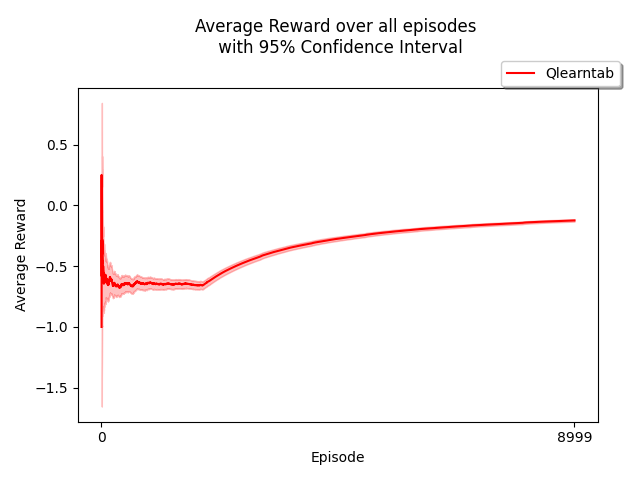 Average Reward over all episodes
with 95% Confidence Interval
Qlearntab
Average Reward
0.5
0.0
−0.5
−1.0
−1.5
0
8999
Episode